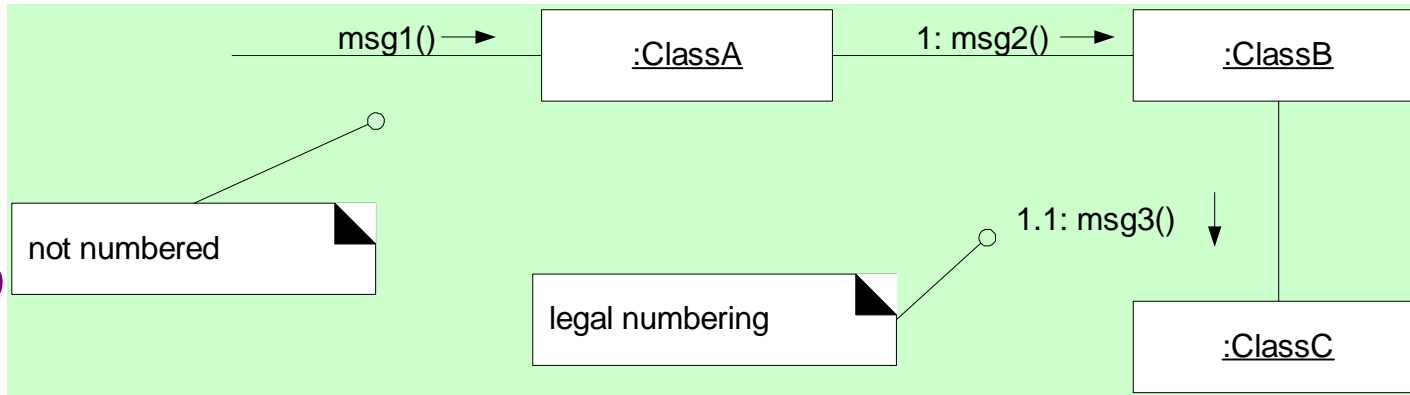 msg1()
:ClassA
1: msg2()
:ClassB
not numbered
1.1: msg3()
legal numbering
:ClassC